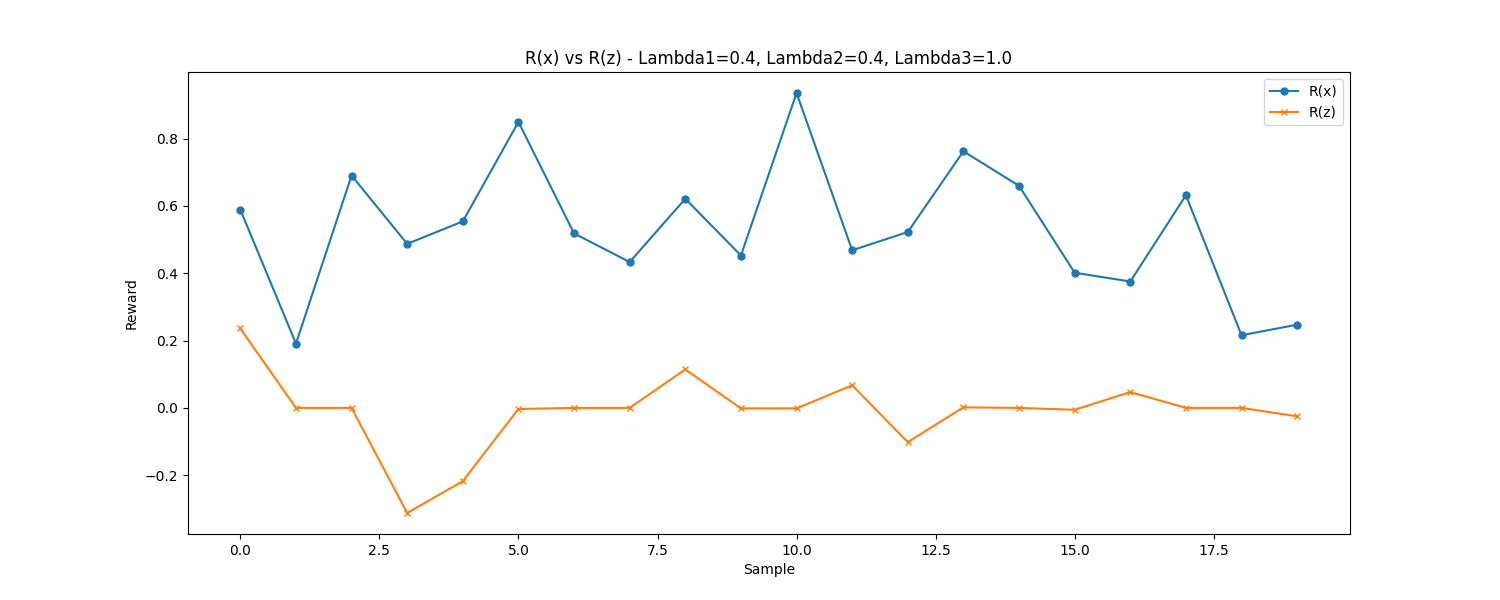 R(x) vs R(z) - Lambda1=0.4, Lambda2=0.4, Lambda3=1.0
R(x)
R(z)
Reward
0.8
0.6
0.4
0.2
0.0
−0.2
0.0 2.5 5.0 7.5 10.0 12.5 15.0 17.5
Sample